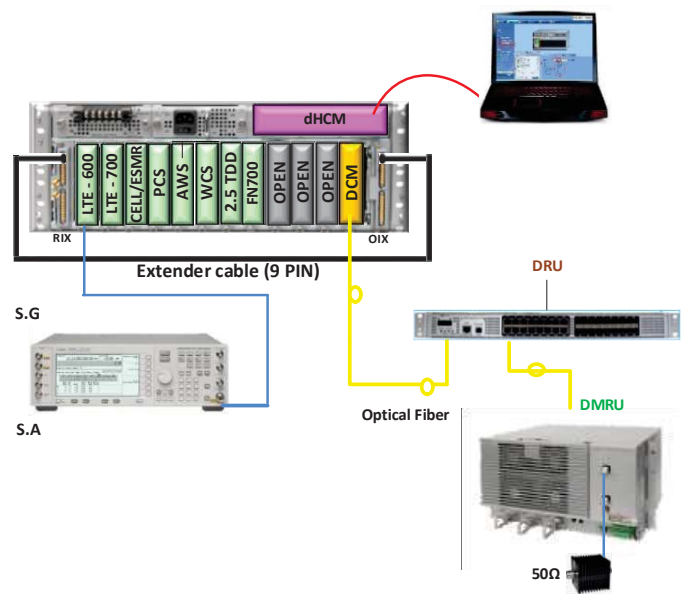 dHCM
LTE - 600
LTE - 700
CELL/ESMR
PCS
AWS
WCS
2.5 TDD
FN700
OPEN
OPEN
OPEN
DCM
RIX
OIX
Extender cable (9 PIN)
DRU
S.G
S.A
Optical Fiber
DMRU
50Ω